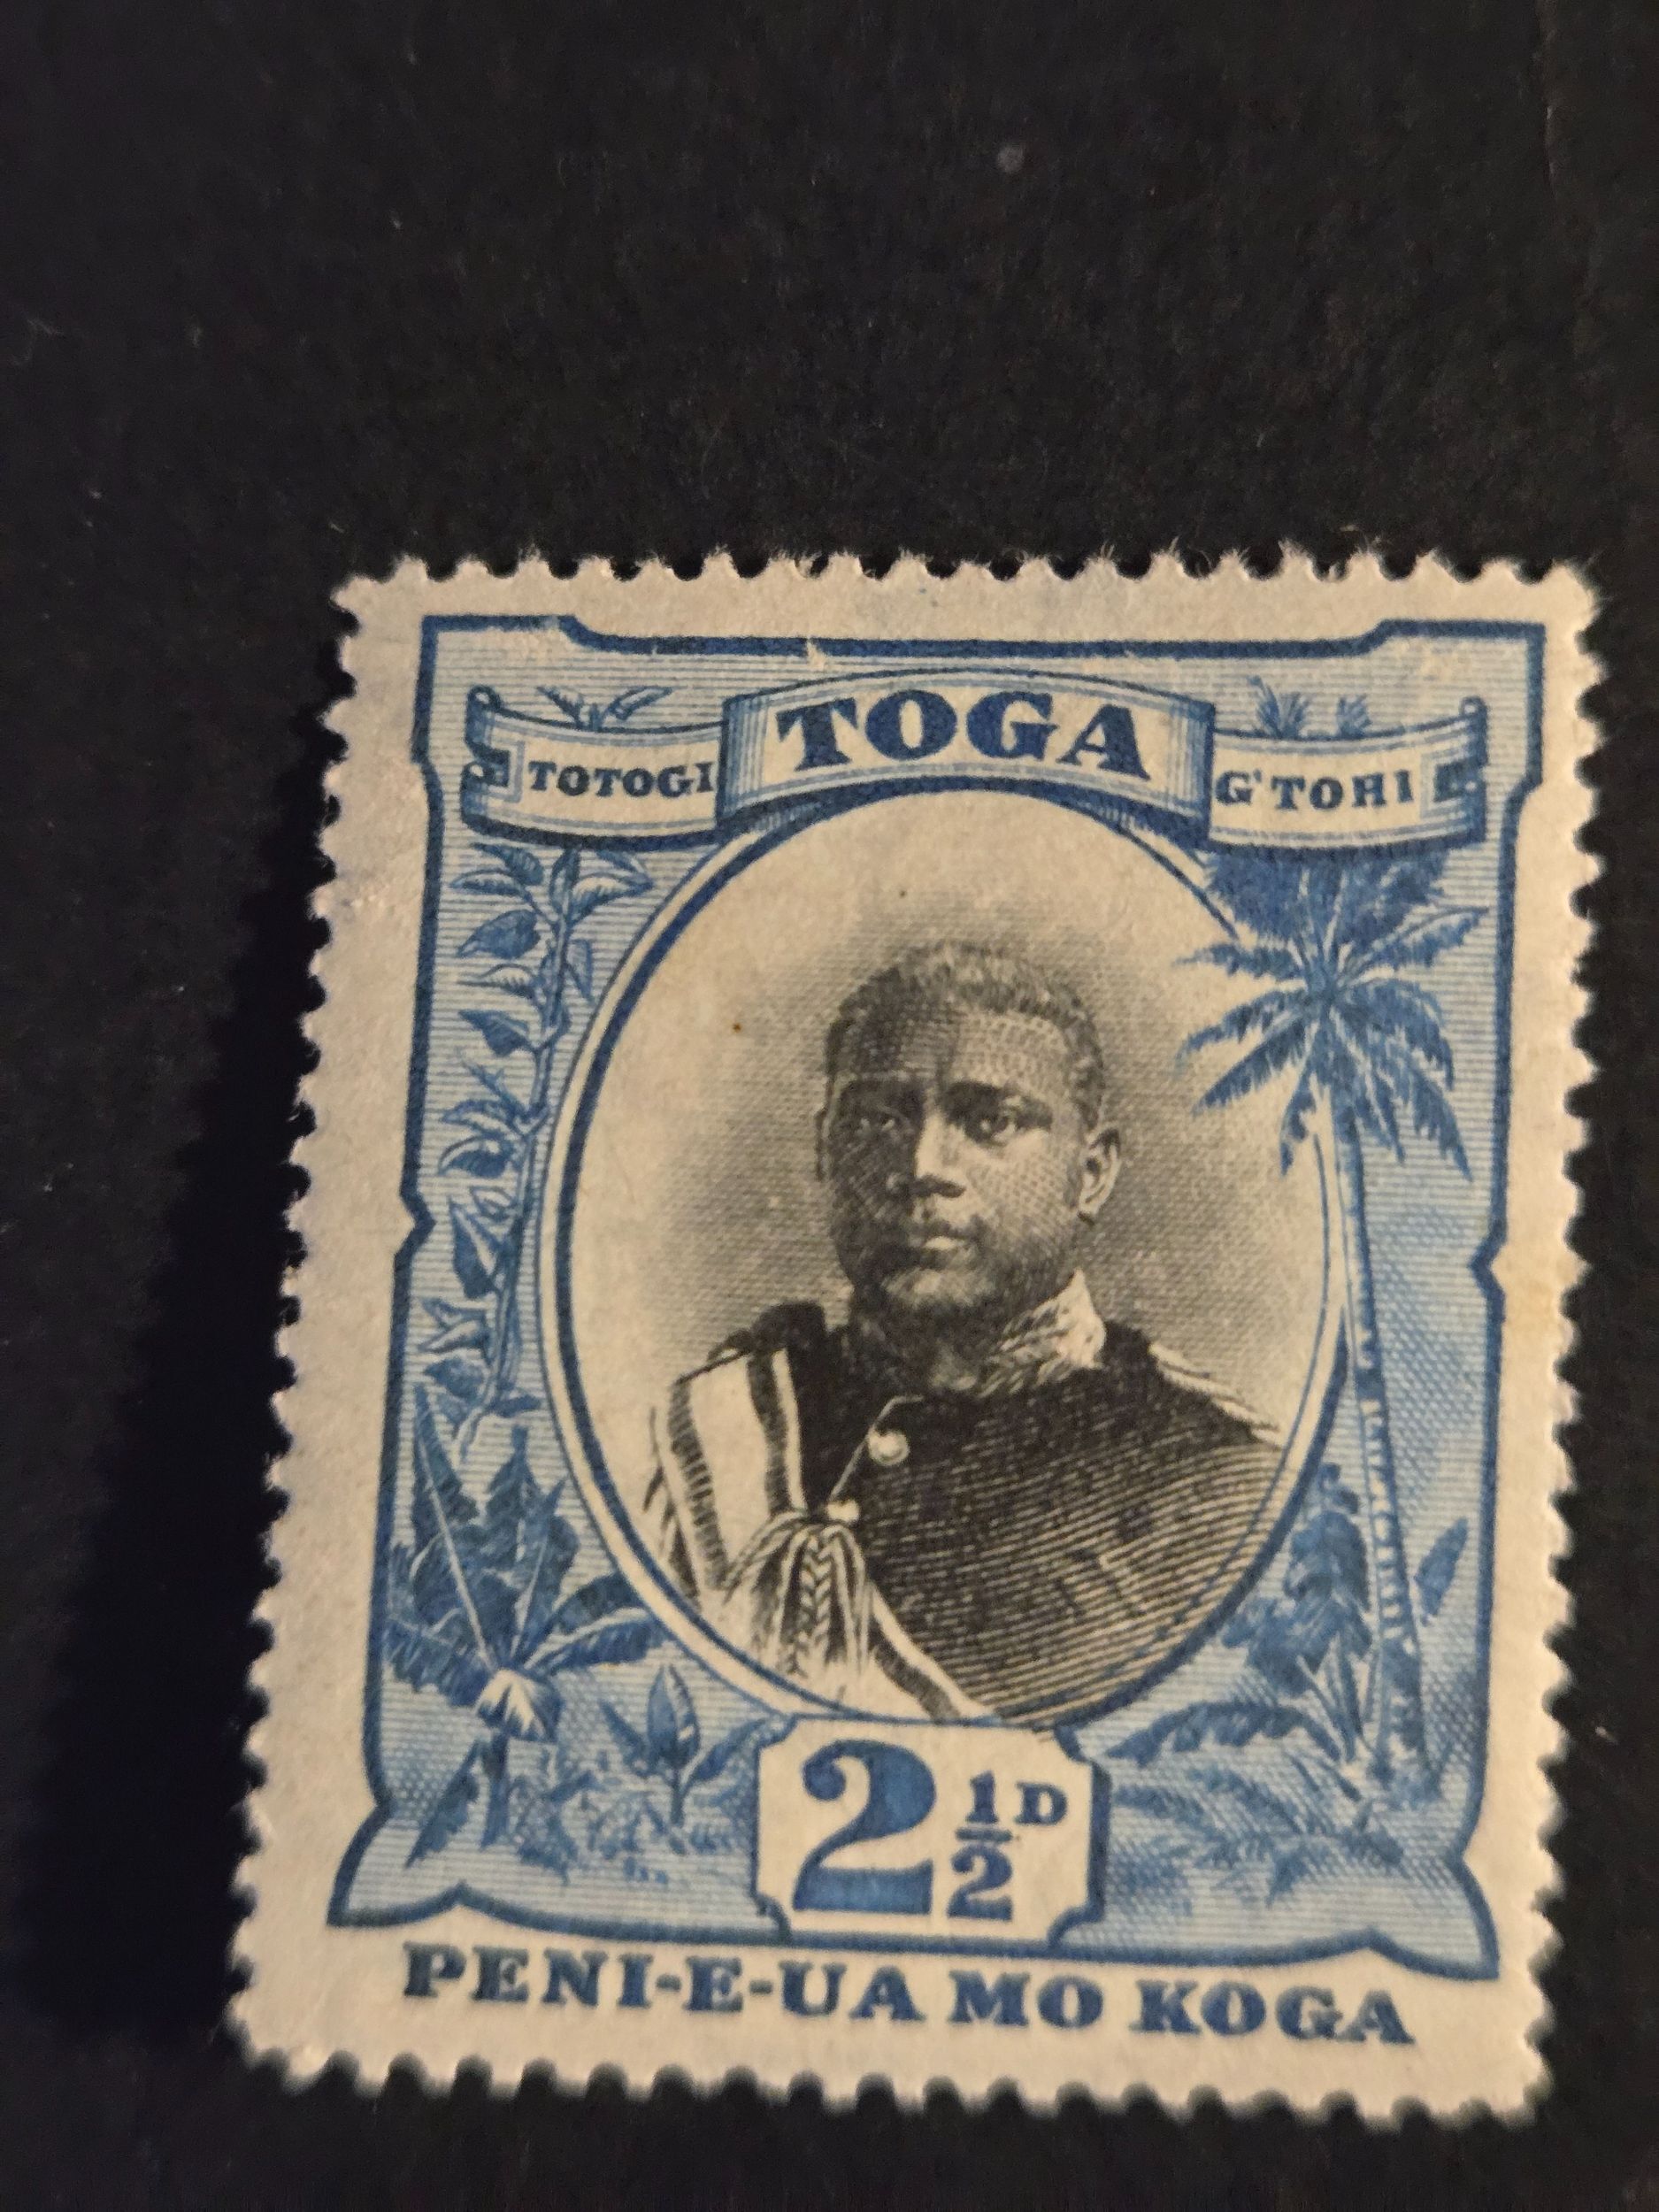 TOTOGI TOGA G'TOHI
2½D
PENI-E-UA MO KOGA